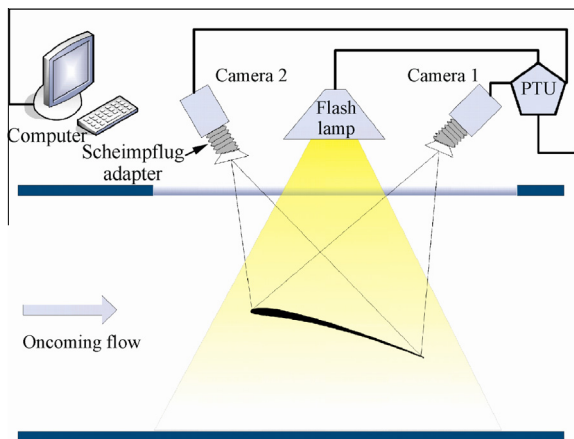 Camera 2
Camera 1
PTU
Flash
lamp
Computer
Scheimpflug
adapter
Oncoming flow